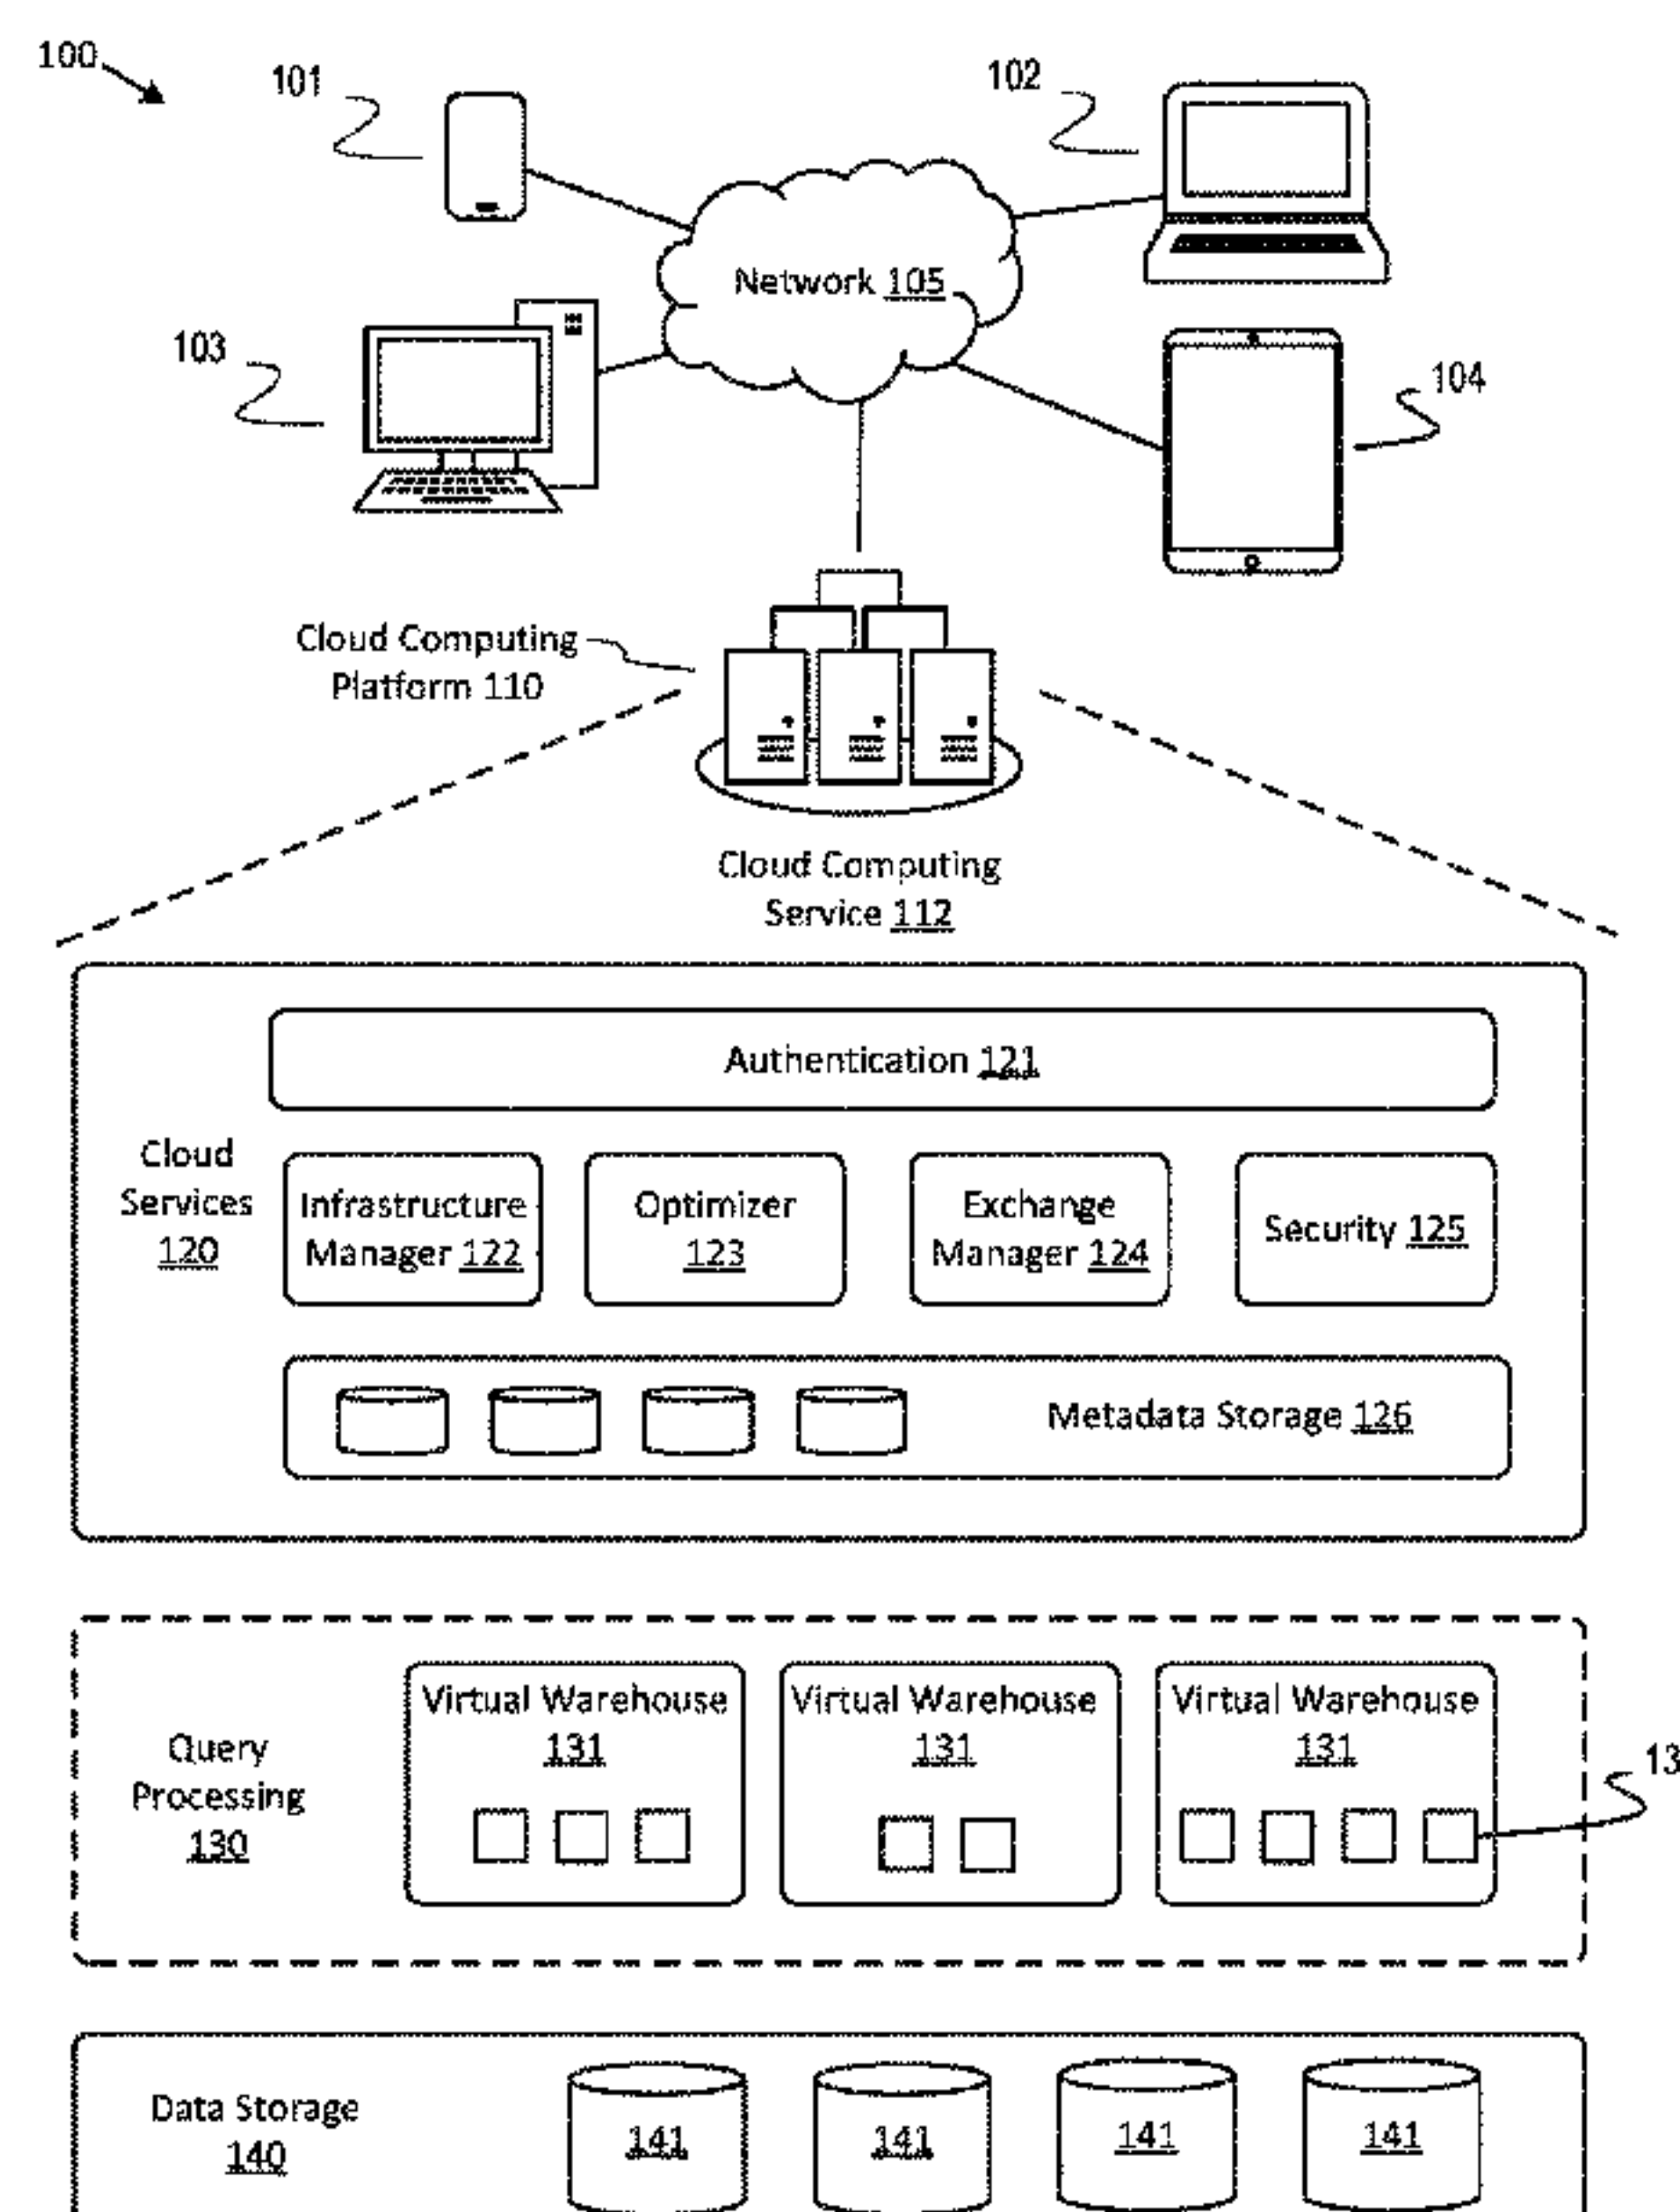 100
101
102
Network 105
103
104
Cloud Computing
Platform 110
Cloud Computing
Service 112
Authentication 121
Cloud
Services
120
Infrastructure
Manager 122
Optimizer
123
Exchange
Manager 124
Security 125
Metadata Storage 126
Query
Processing
130
Virtual Warehouse
131
Virtual Warehouse
131
Virtual Warehouse
131
13
Data Storage
140
141
141
141
141